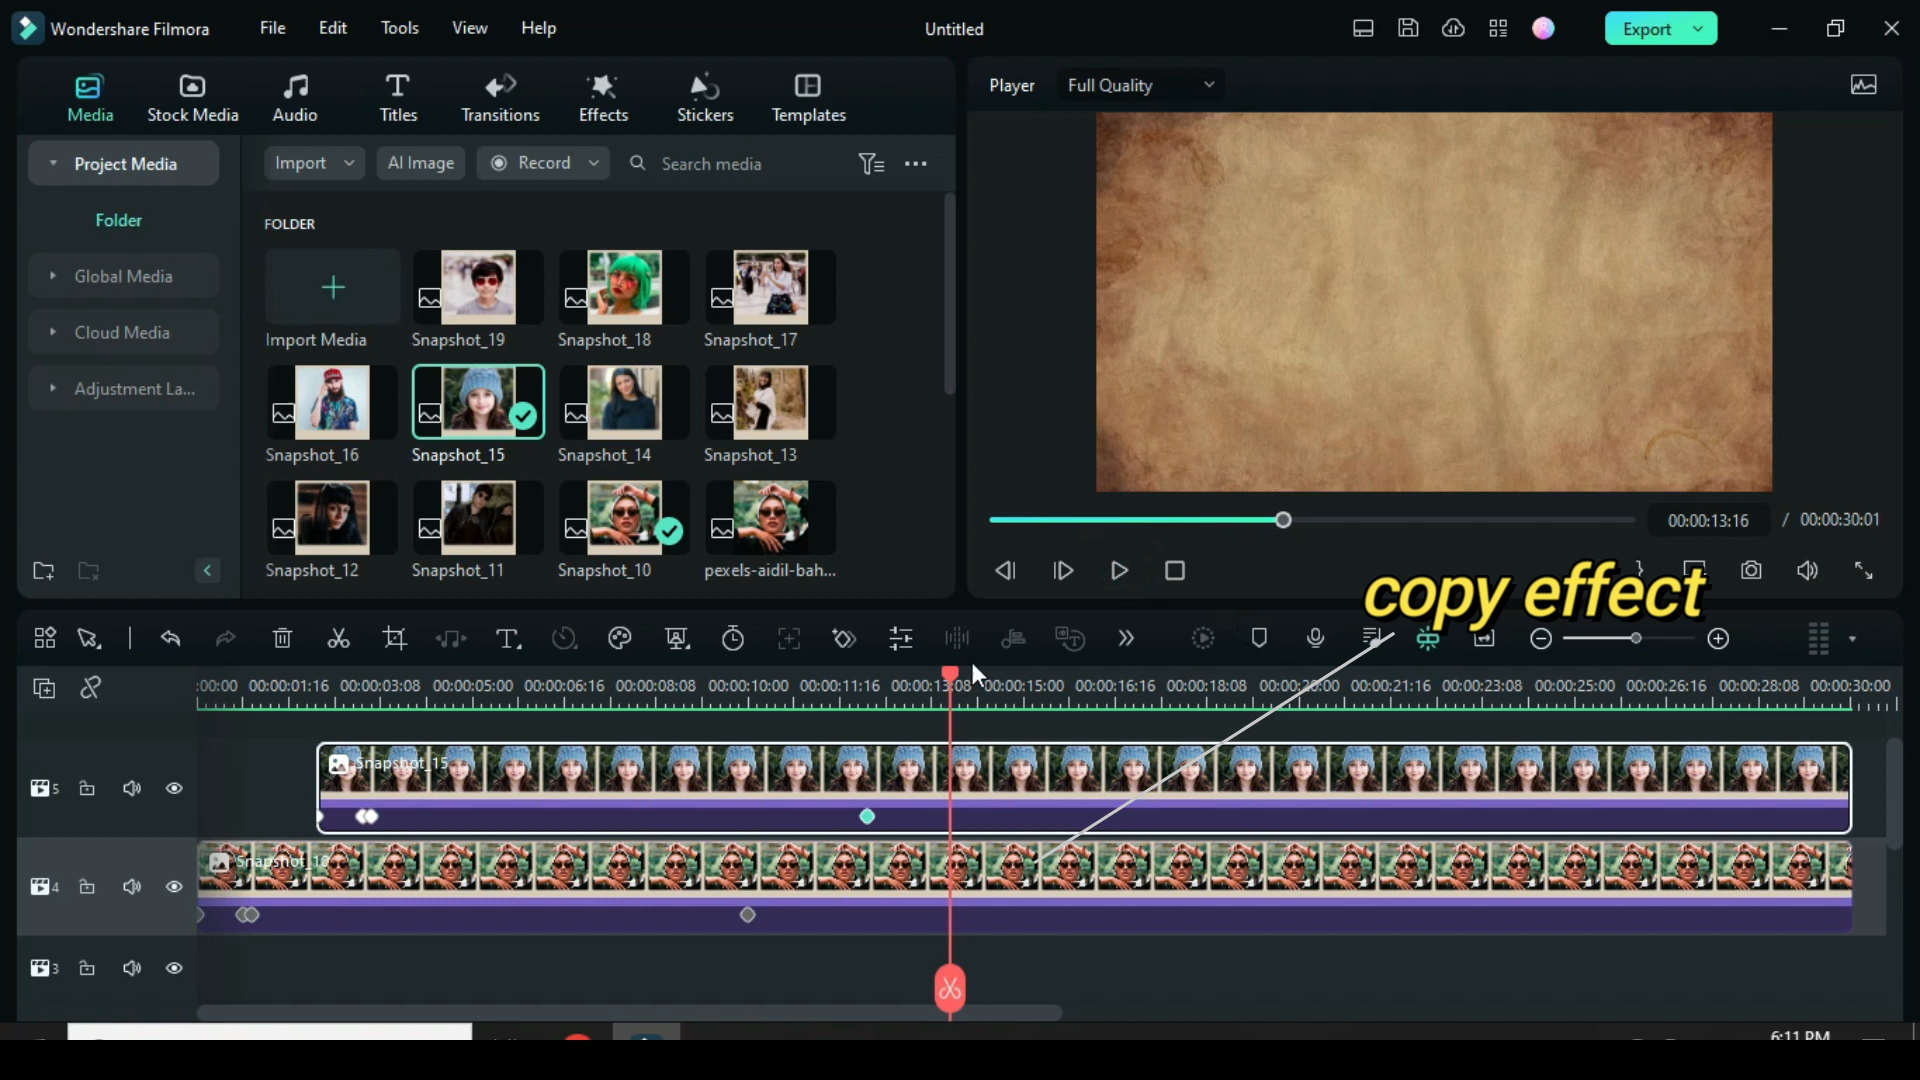 Wondershare Filmora
File
Edit
Tools
View
Help
Untitled
Export
Media
Stock Media
Audio
Titles
Transitions
Effects
Stickers
Templates
Player
Full Quality
Project Media
Import
AI Image
Record
Search media
Folder
FOLDER
Global Media
Cloud Media
Adjustment La...
Import Media
Snapshot_19
Snapshot_18
Snapshot_17
Snapshot_16
Snapshot_15
Snapshot_14
Snapshot_13
Snapshot_12
Snapshot_11
Snapshot_10
pexels-aidil-bah...
00:00:13:16 / 00:00:30:01
copy effect
:00:00 00:00:01:16 00:00:03:08 00:00:05:00 00:00:06:16 00:00:08:08 00:00:10:00 00:00:11:16 00:00:13:08 00:00:15:00 00:00:16:16 00:00:18:08 00:00:20:00 00:00:21:16 00:00:23:08 00:00:25:00 00:00:26:16 00:00:28:08 00:00:30:00
Snapshot_15
5
Snapshot_10
4
3
6:11 PM